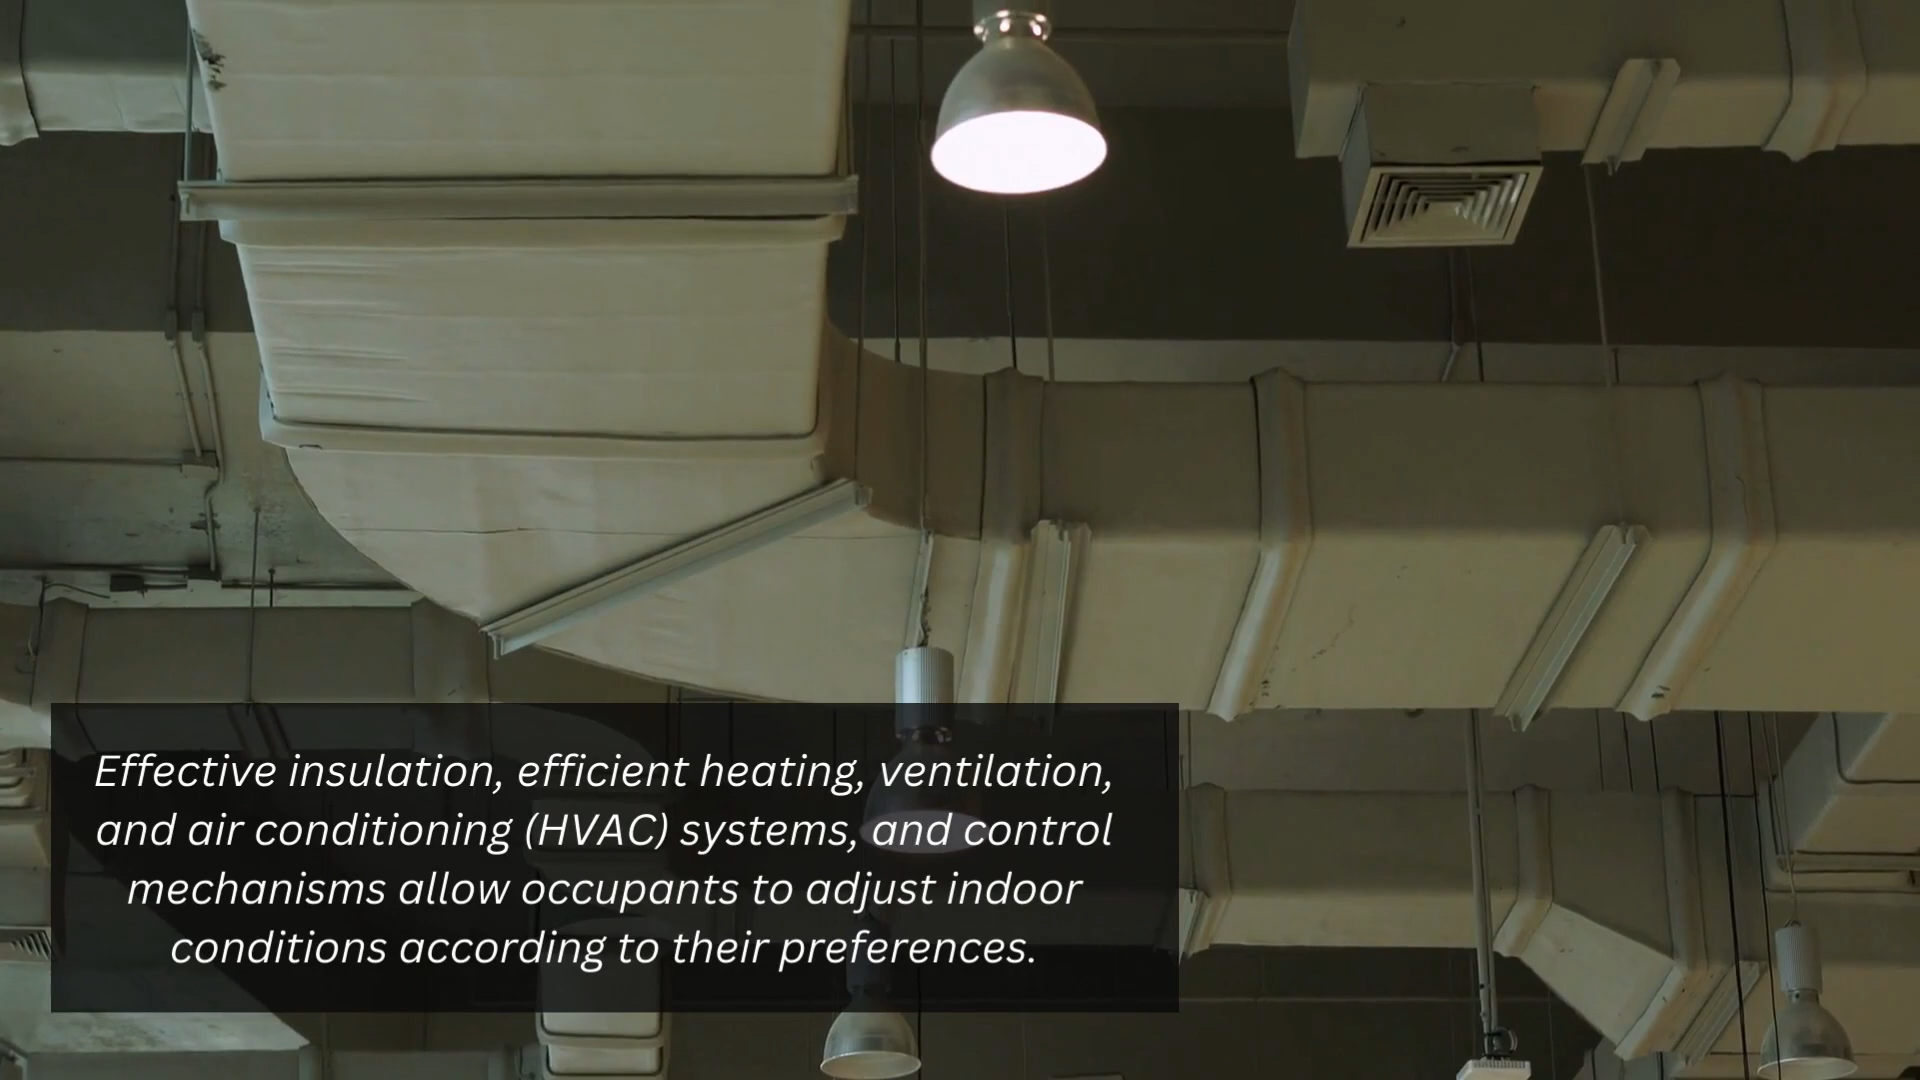 Effective insulation, efficient heating, ventilation,
and air conditioning (HVAC) systems, and control
mechanisms allow occupants to adjust indoor
conditions according to their preferences.